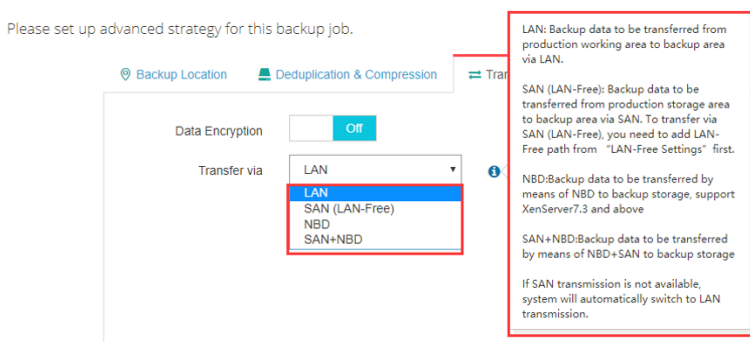 Please set up advanced strategy for this backup job.
Backup Location
Deduplication & Compression
Data Encryption
Off
Transfer via
LAN
LAN
SAN (LAN-Free)
NBD
SAN+NBD
LAN: Backup data to be transferred from
production working area to backup area
via LAN.
SAN (LAN-Free): Backup data to be
transferred from production storage area
to backup area via SAN. To transfer via
SAN (LAN-Free), you need to add LAN-
Free path from “LAN-Free Settings” first.
NBD:Backup data to be transferred by
means of NBD to backup storage, support
XenServer7.3 and above
SAN+NBD:Backup data to be transferred
by means of NBD+SAN to backup storage
If SAN transmission is not available,
system will automatically switch to LAN
transmission.